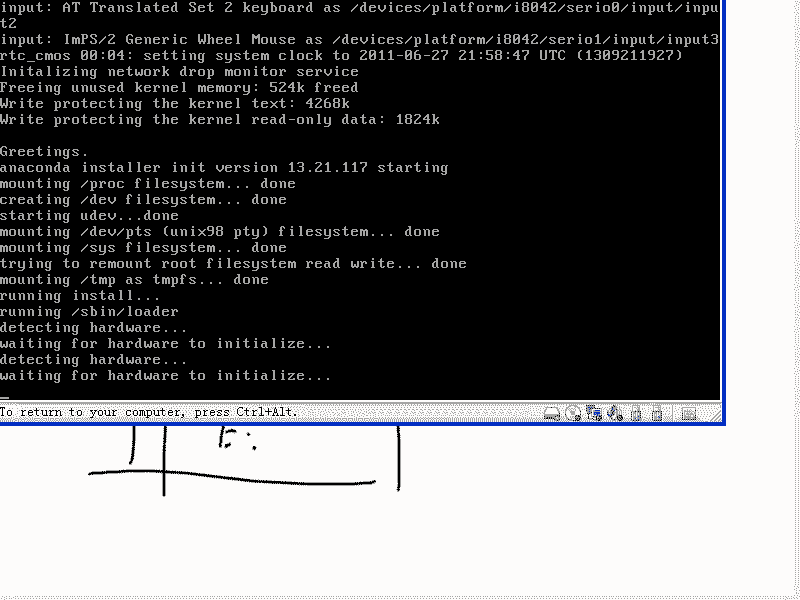 input: AT Translated Set 2 keyboard as /devices/platform/i8042/serio0/input/inpu
t2
input: ImPS/2 Generic Wheel Mouse as /devices/platform/i8042/serio1/input/input3
rtc_cmos 00:04: setting system clock to 2011-06-27 21:58:47 UTC (1309211927)
Initalizing network drop monitor service
Freeing unused kernel memory: 524k freed
Write protecting the kernel text: 4268k
Write protecting the kernel read-only data: 1824k
Greetings.
anaconda installer init version 13.21.117 starting
mounting /proc filesystem... done
creating /dev filesystem... done
starting udev...done
mounting /dev/pts (unix98 pty) filesystem... done
mounting /sys filesystem... done
trying to remount root filesystem read write... done
mounting /tmp as tmpfs... done
running install...
running /sbin/loader
detecting hardware...
waiting for hardware to initialize...
detecting hardware...
waiting for hardware to initialize...
_
To return to your computer, press Ctrl+Alt.